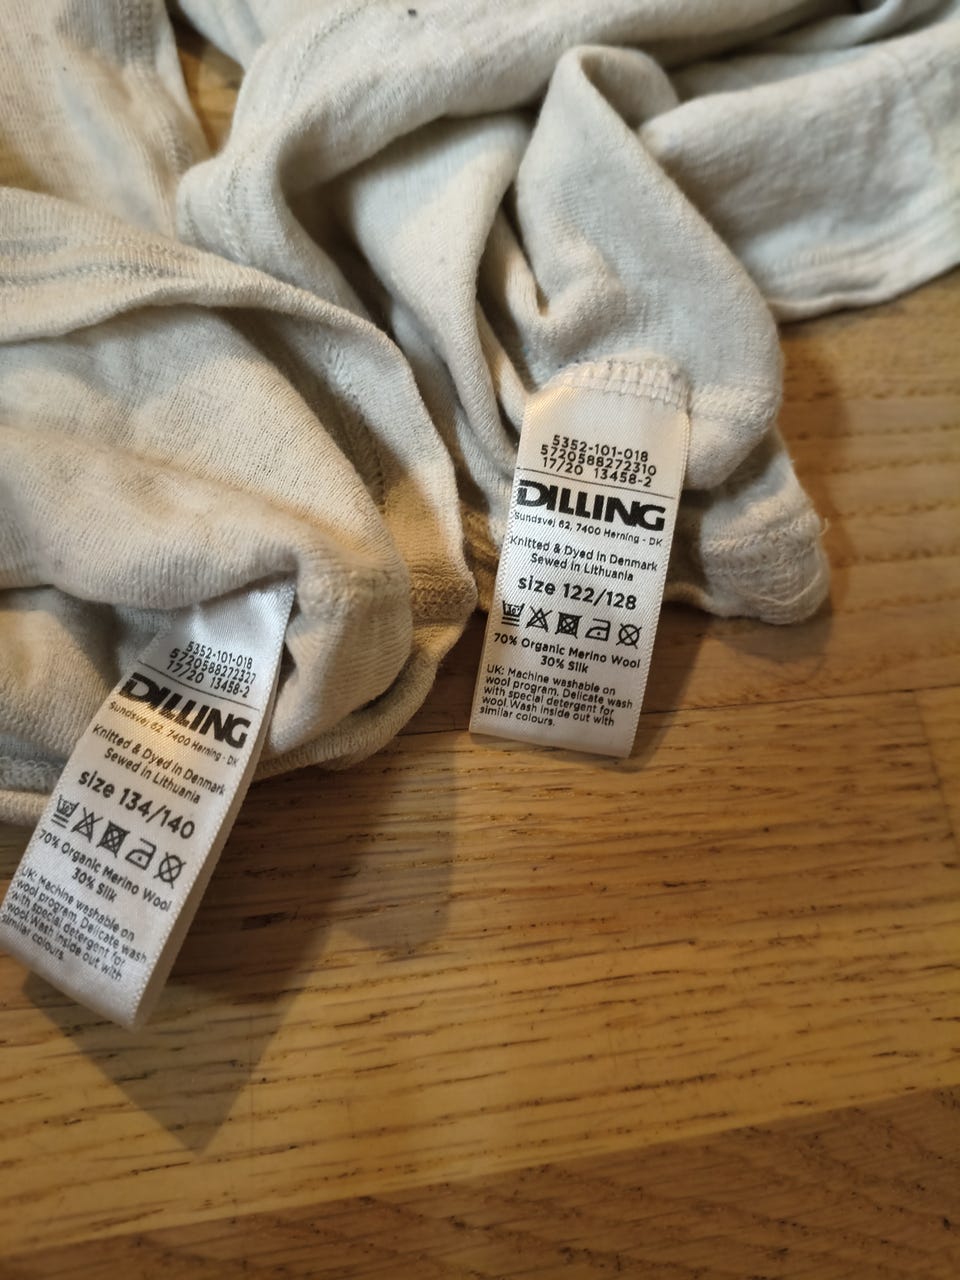 5352-101-018
5720588272310
17/20 13458-2
DILLING
Sundsvej 62, 7400 Herning - DK
Knitted & Dyed in Denmark
Sewed in Lithuania
size 122/128
70% Organic Merino Wool
30% Silk
UK: Machine washable on
wool program. Delicate wash
with special detergent for
wool. Wash inside out with
similar colours.
5352-101-018
5720588272327
17/20 13458-2
DILLING
Sundsvej 62, 7400 Herning - DK
Knitted & Dyed in Denmark
Sewed in Lithuania
size 134/140
70% Organic Merino Wool
30% Silk
UK: Machine washable on
wool program. Delicate wash
with special detergent for
wool. Wash inside out with
similar colours.